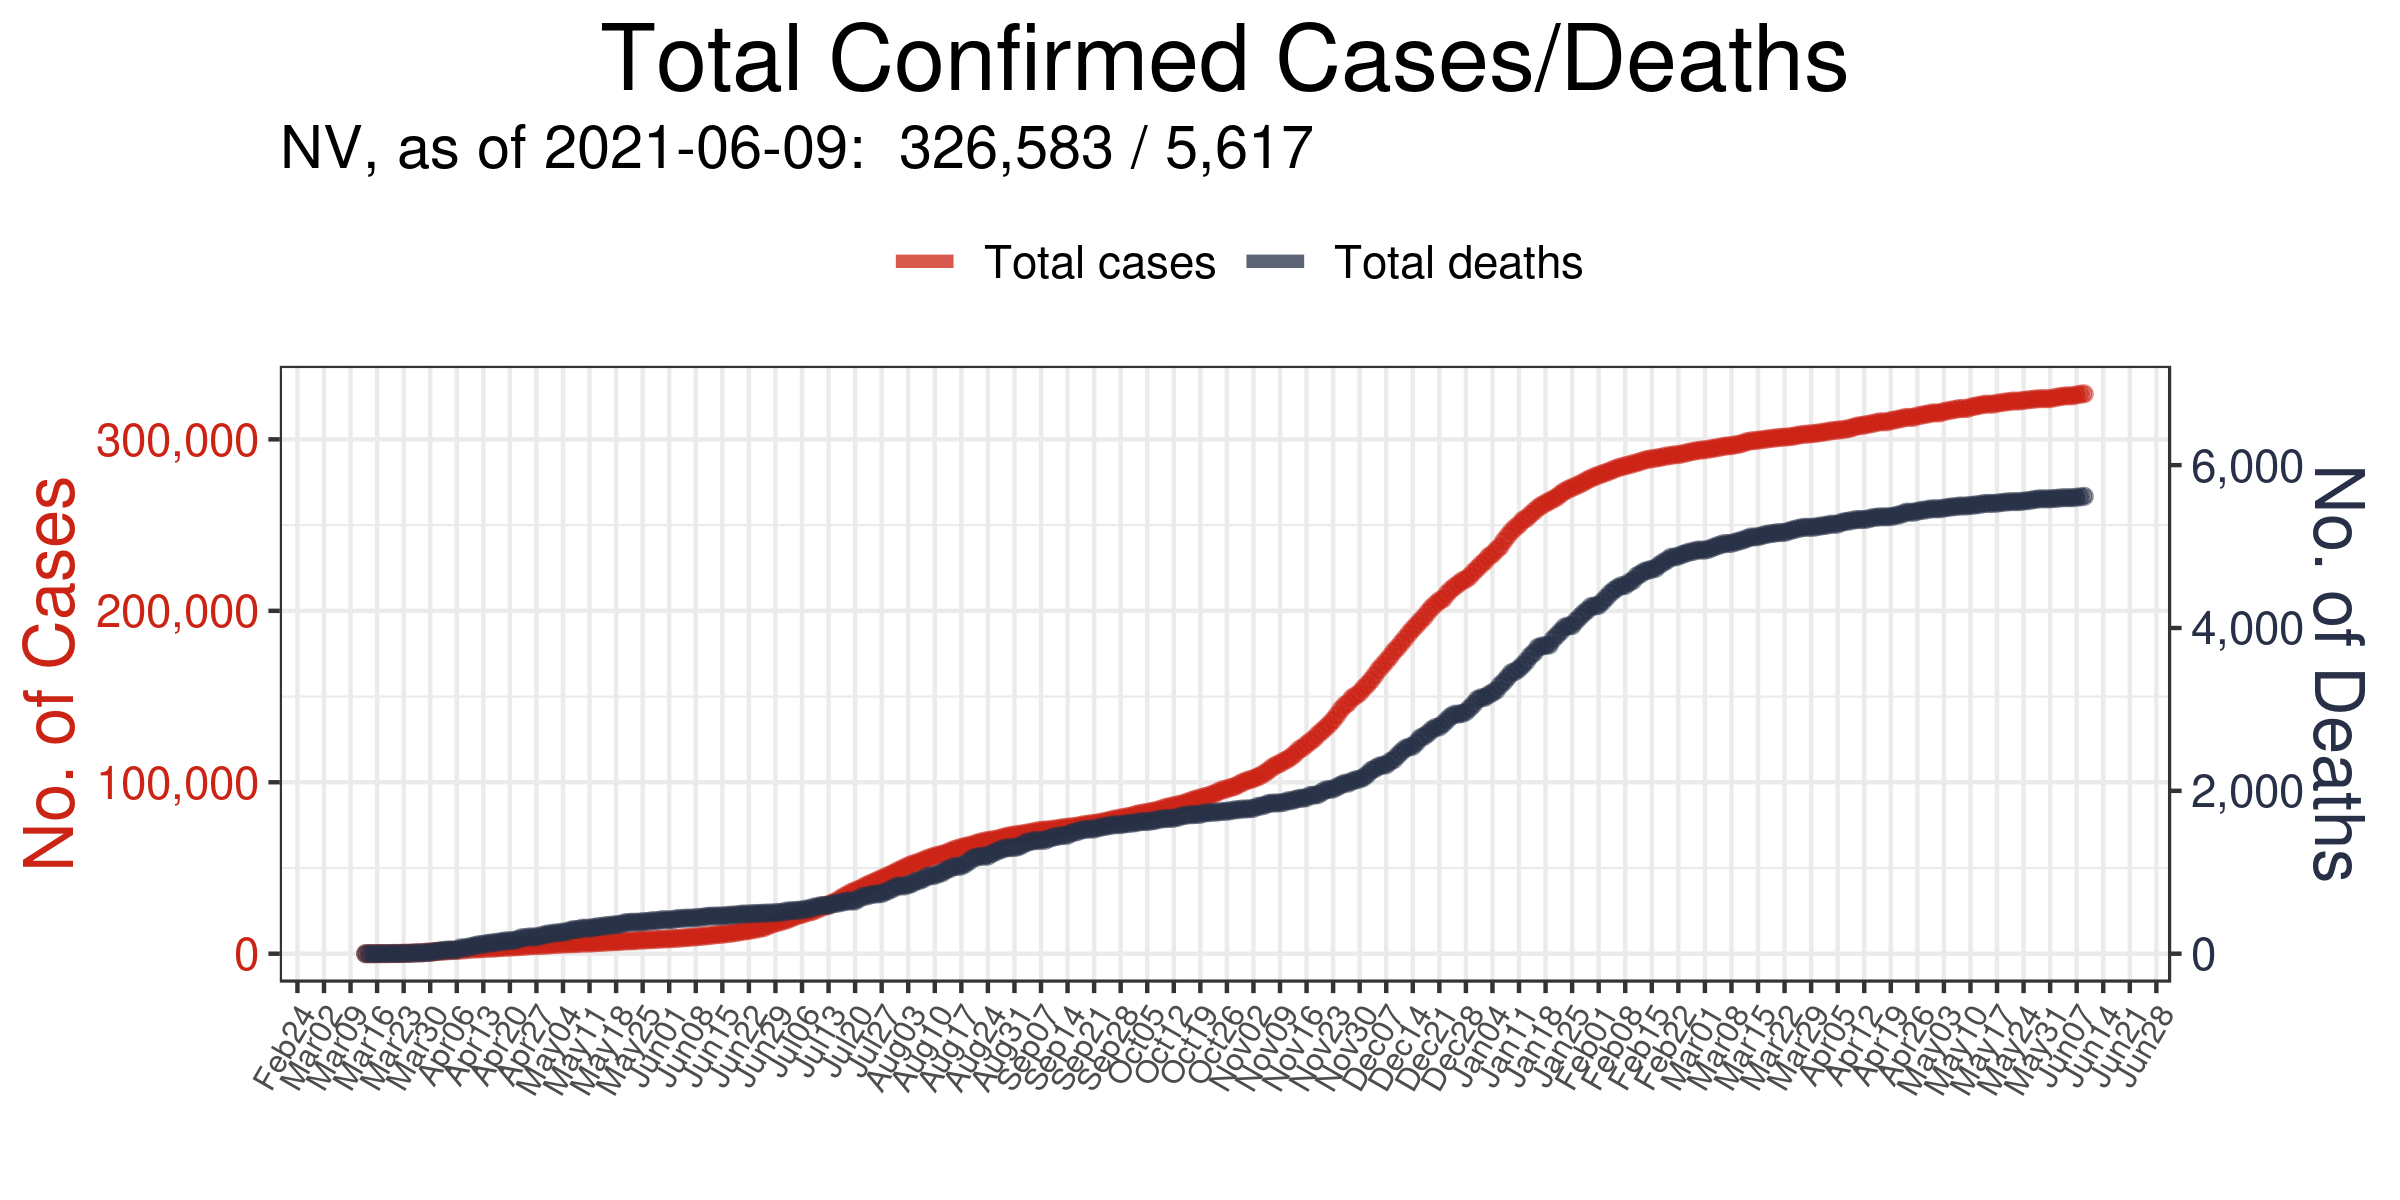 Total Confirmed Cases/Deaths
NV, as of 2021-06-09: 326,583 / 5,617
Total cases
Total deaths
No. of Cases
300,000
200,000
100,000
0
6,000
4,000
2,000
0
No. of Deaths
Feb24
Mar02
Mar09
Mar16
Mar23
Mar30
Apr06
Apr13
Apr20
Apr27
May04
May11
May18
May25
Jun01
Jun08
Jun15
Jun22
Jun29
Jul06
Jul13
Jul20
Jul27
Aug03
Aug10
Aug17
Aug24
Aug31
Sep07
Sep14
Sep21
Sep28
Oct05
Oct12
Oct19
Oct26
Nov02
Nov09
Nov16
Nov23
Nov30
Dec07
Dec14
Dec21
Dec28
Jan04
Jan11
Jan18
Jan25
Feb01
Feb08
Feb15
Feb22
Mar01
Mar08
Mar15
Mar22
Mar29
Apr05
Apr12
Apr19
Apr26
May03
May10
May17
May24
May31
Jun07
Jun14
Jun21
Jun28